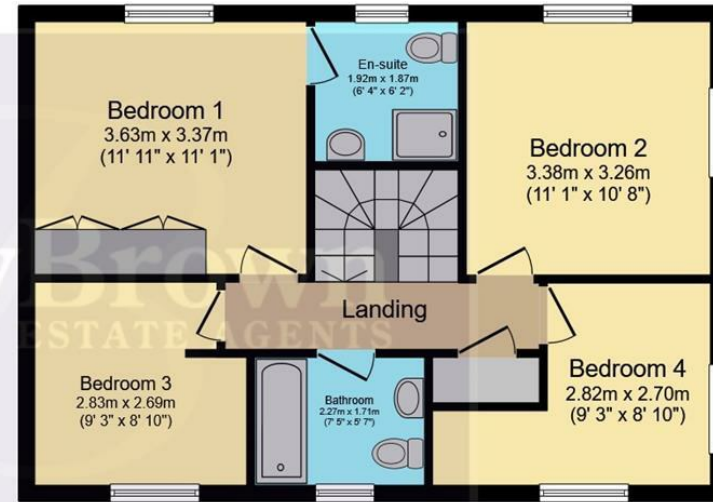 Bedroom 1
3.63m x 3.37m
(11' 11" x 11' 1")
En-suite
1.92m x 1.87m
(6' 4" x 6' 2")
Bedroom 2
3.38m x 3.26m
(11' 1" x 10' 8")
Landing
Brown
ESTATE AGENTS
Bedroom 3
2.83m x 2.69m
(9' 3" x 8' 10")
Bathroom
2.27m x 1.71m
(7' 5" x 5' 7")
Bedroom 4
2.82m x 2.70m
(9' 3" x 8' 10")